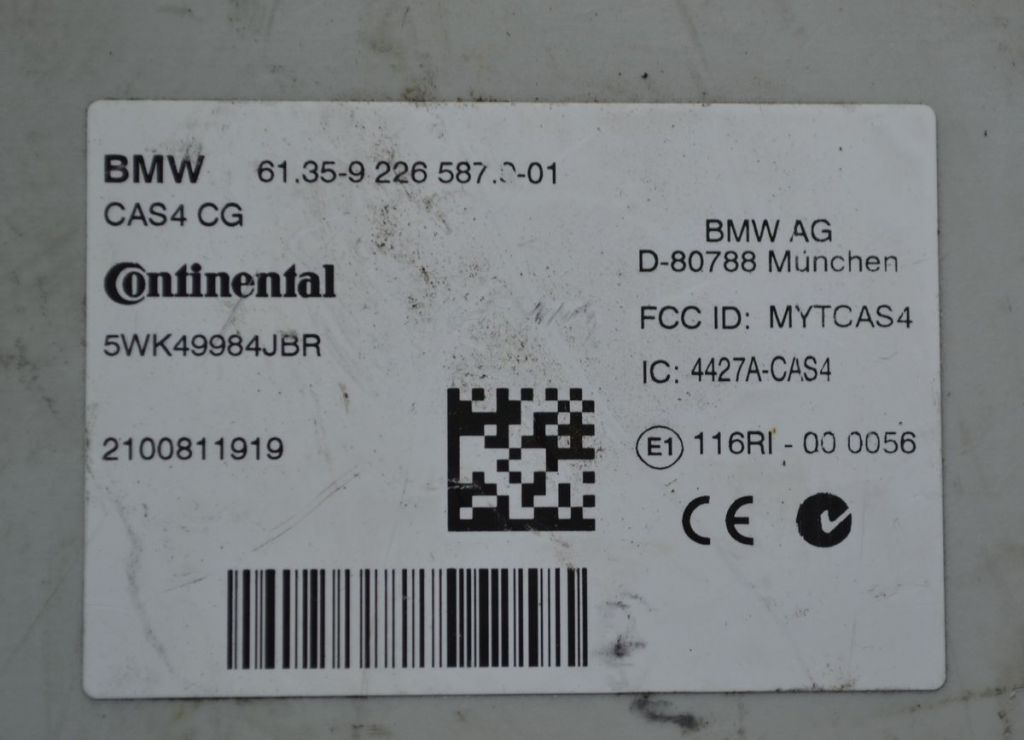 BMW 61.35-9 226 587.
CAS4 CG
Continental
5WK49984JBR
2100811919
BMW AG
D-80788 München
FCC ID: MYTCAS4
IC: 4427A-CAS4
E1 116RI - 00 0056
CE